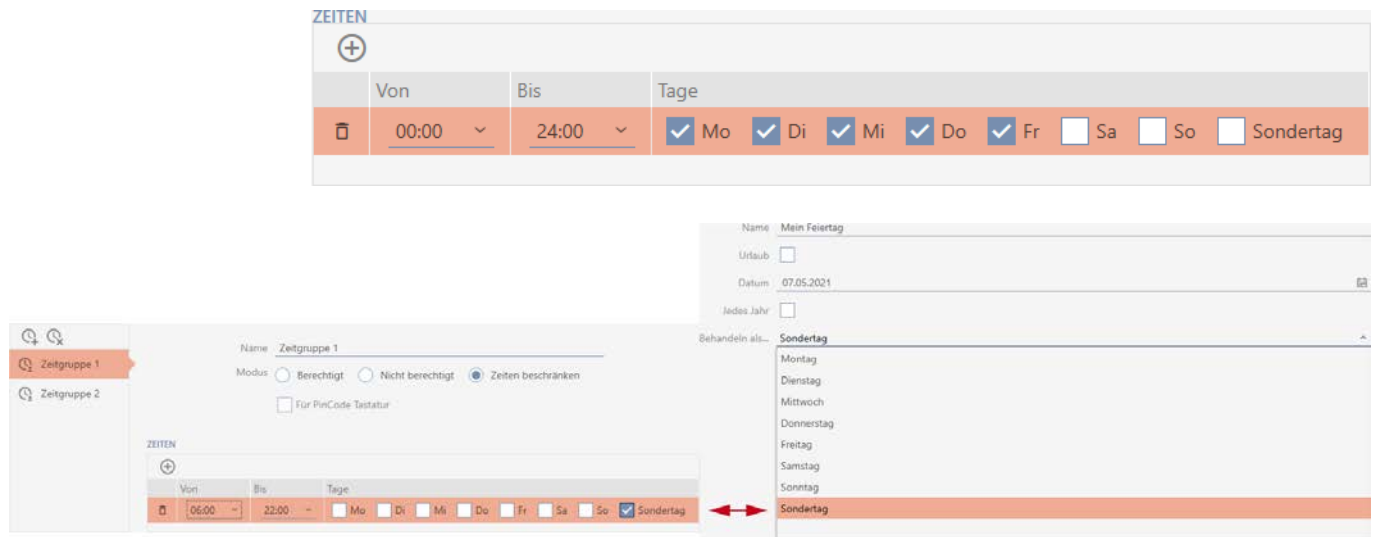 ZEITEN
Von Bis Tage
00:00 24:00 Mo Di Mi Do Fr Sa So Sondertag
Name Mein Feiertag
Urlaub
Datum 07.05.2021
Jedes Jahr
Behandeln als... Sondertag
Montag
Dienstag
Mittwoch
Donnerstag
Freitag
Samstag
Sonntag
Sondertag
Zeitgruppe 1
Zeitgruppe 2
Name Zeitgruppe 1
Modus Berechtigt Nicht berechtigt Zeiten beschränken
Für PinCode Tastatur
ZEITEN
Von Bis Tage
06:00 22:00 Mo Di Mi Do Fr Sa So Sondertag